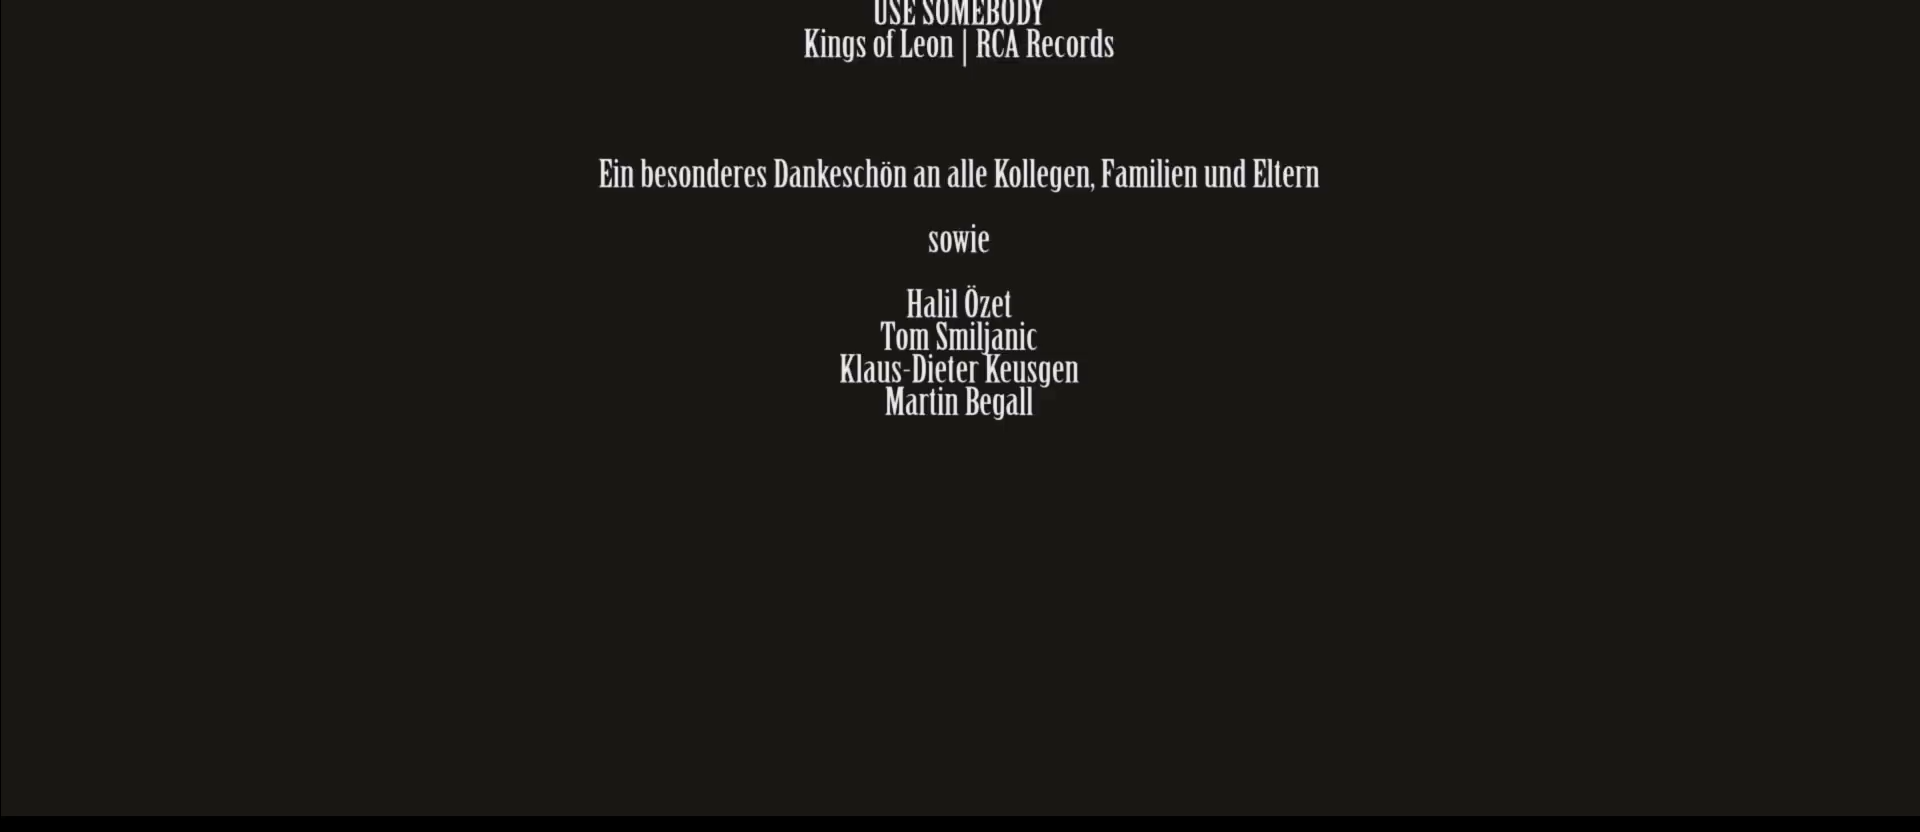 USE SOMEBODY
Kings of Leon | RCA Records
Ein besonderes Dankeschön an alle Kollegen, Familien und Eltern
sowie
Halil Özet
Tom Smiljanic
Klaus-Dieter Keusgen
Martin Begall